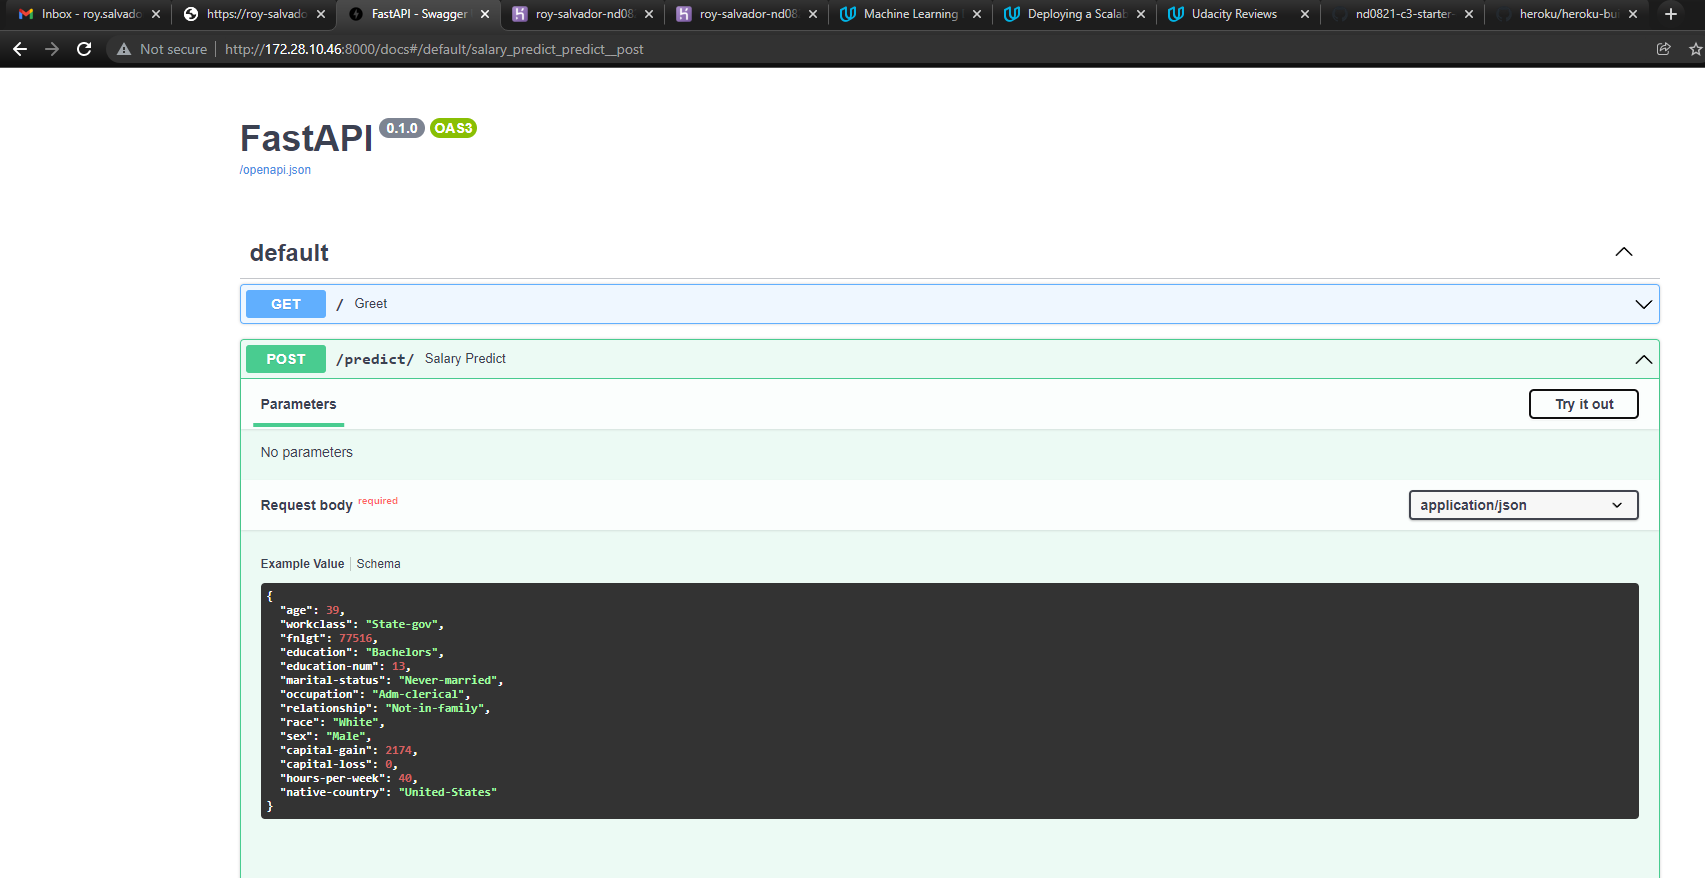 Inbox - roy.salvado
https://roy-salvado
FastAPI - Swagger
roy-salvador-nd08
roy-salvador-nd08
Machine Learning
Deploying a Scalab
Udacity Reviews
nd0821-c3-starter-
heroku/heroku-bu
Not secure
http://172.28.10.46:8000/docs#/default/salary_predict_predict__post
FastAPI 0.1.0 OAS3
/openapi.json
default
GET / Greet
POST /predict/ Salary Predict
Parameters
Try it out
No parameters
Request body required
application/json
Example Value | Schema
{
"age": 39,
"workclass": "State-gov",
"fnlgt": 77516,
"education": "Bachelors",
"education-num": 13,
"marital-status": "Never-married",
"occupation": "Adm-clerical",
"relationship": "Not-in-family",
"race": "White",
"sex": "Male",
"capital-gain": 2174,
"capital-loss": 0,
"hours-per-week": 40,
"native-country": "United-States"
}